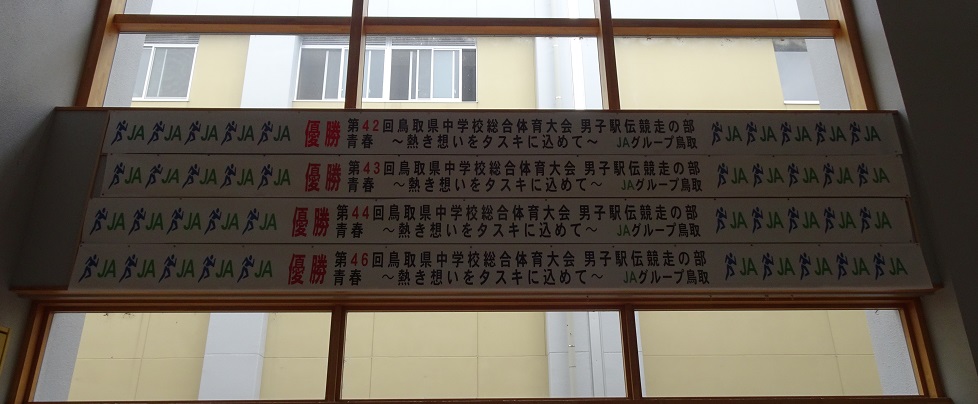 JA JA JA JA JA 優勝 第42回鳥取県中学校総合体育大会 男子駅伝競走の部 JA JA JA JA JA
青春 ～熱き想いをタスキに込めて～ JAグループ鳥取
JA JA JA JA JA 優勝 第43回鳥取県中学校総合体育大会 男子駅伝競走の部 JA JA JA JA JA
青春 ～熱き想いをタスキに込めて～ JAグループ鳥取
JA JA JA JA JA 優勝 第44回鳥取県中学校総合体育大会 男子駅伝競走の部 JA JA JA JA JA
青春 ～熱き想いをタスキに込めて～ JAグループ鳥取
JA JA JA JA JA 優勝 第46回鳥取県中学校総合体育大会 男子駅伝競走の部 JA JA JA JA JA
青春 ～熱き想いをタスキに込めて～ JAグループ鳥取